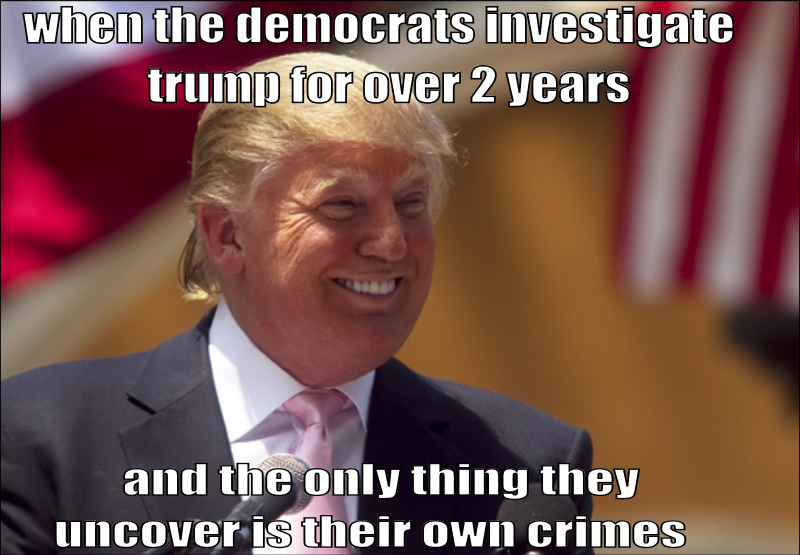 when the democrats investigate
trump for over 2 years
and the only thing they
uncover is their own crimes